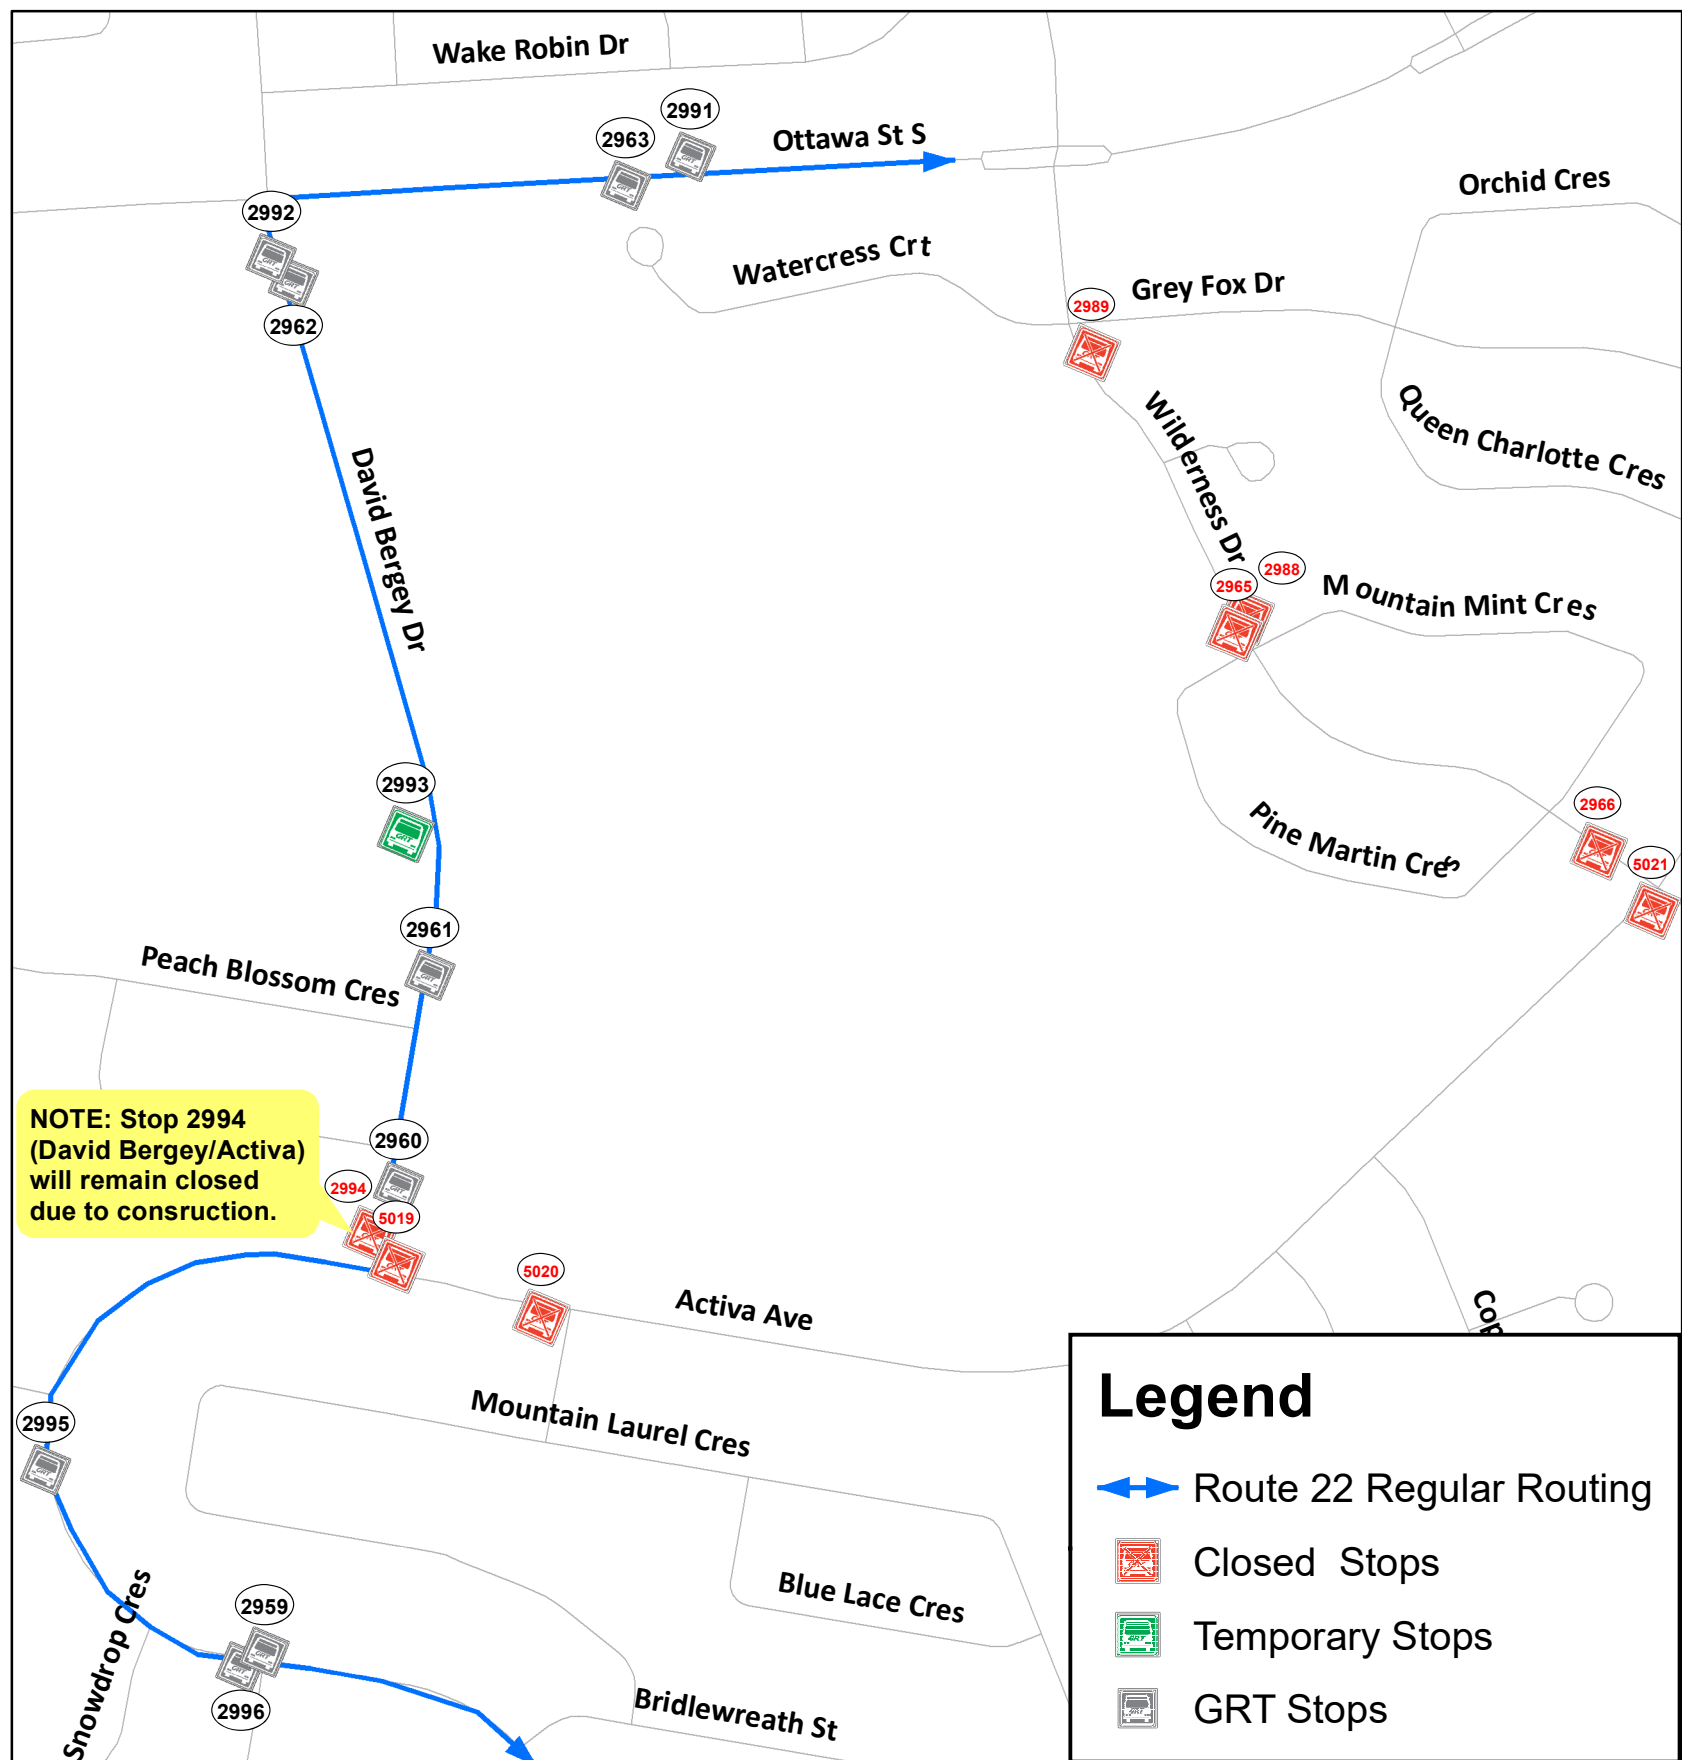 Wake Robin Dr
2991
2963
Ottawa St S
Orchid Cres
2992
Watercress Crt
Grey Fox Dr
2989
2962
Queen Charlotte Cres
Wilderness Dr
David Bergey Dr
2988
2965
Mountain Mint Cres
2993
2966
Pine Martin Cres
5021
2961
Peach Blossom Cres
NOTE: Stop 2994
(David Bergey/Activa)
will remain closed
due to consruction.
2960
2994
5019
5020
Activa Ave
Cop
2995
Mountain Laurel Cres
Blue Lace Cres
2959
Snowdrop Cres
2996
Bridlewreath St
Legend
Route 22 Regular Routing
Closed Stops
Temporary Stops
GRT Stops